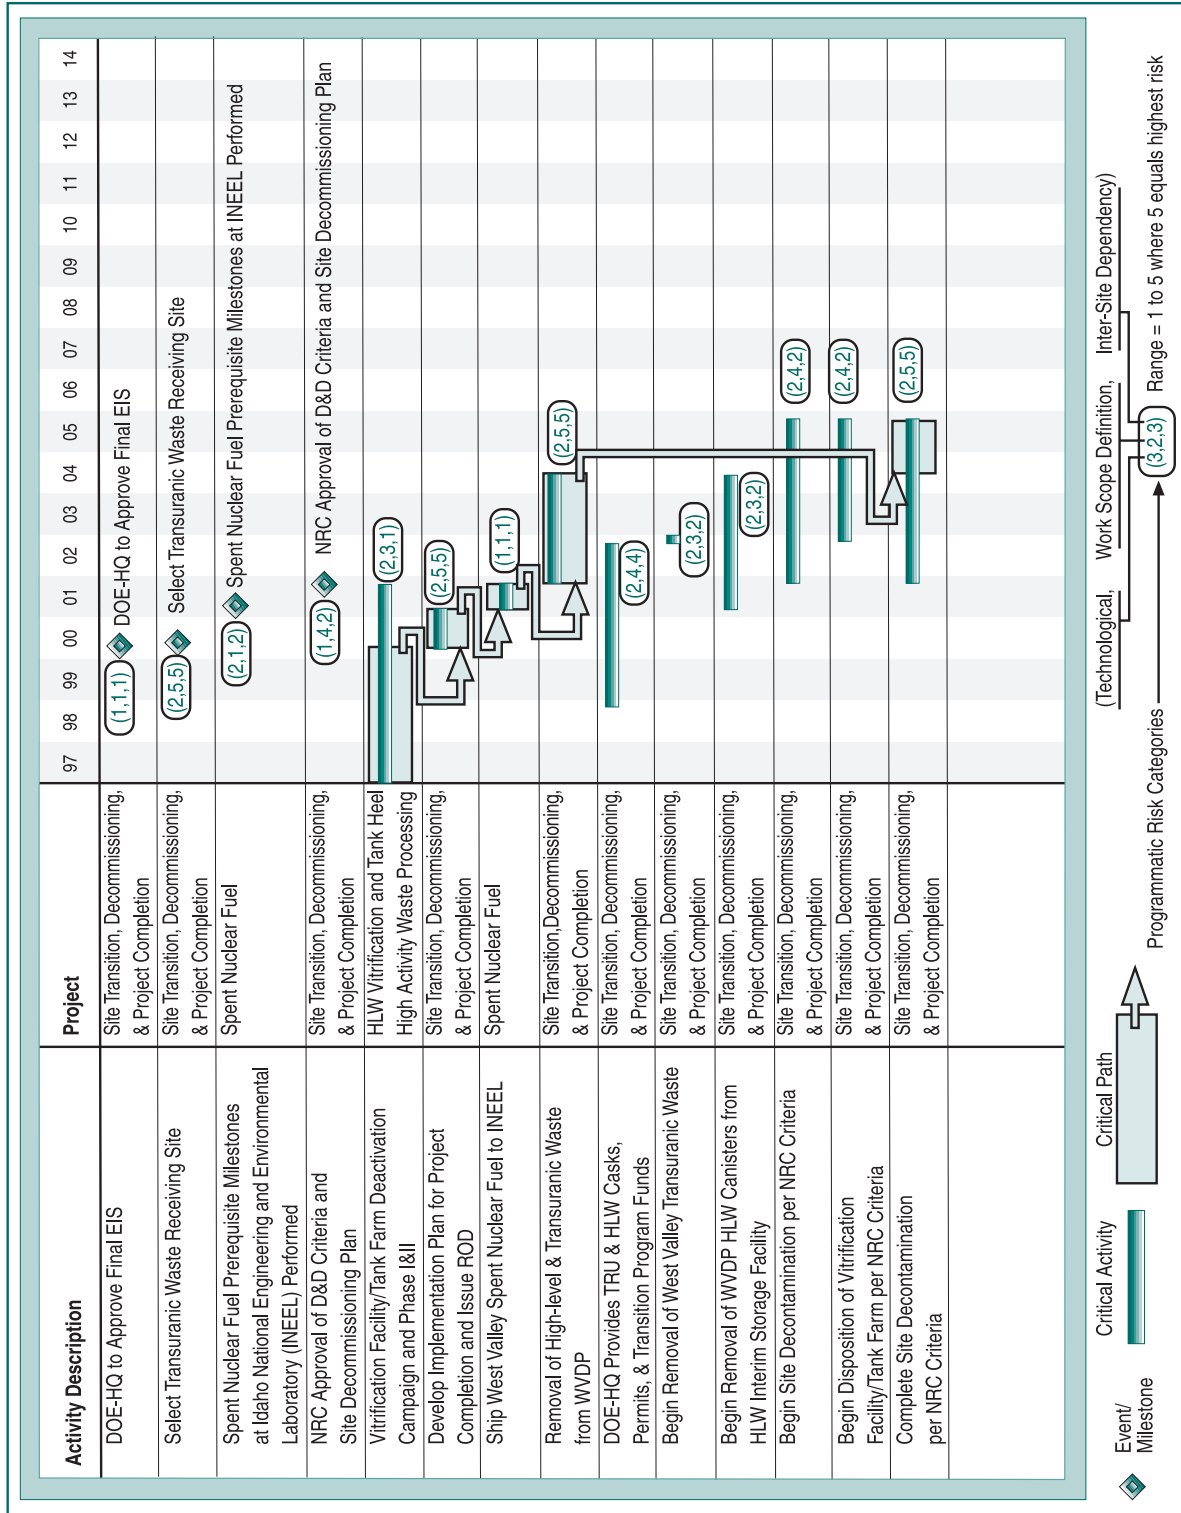 Activity Description
Project
97 98 99 00 01 02 03 04 05 06 07 08 09 10 11 12 13 14
DOE-HQ to Approve Final EIS
Site Transition, Decommissioning,
& Project Completion
(1,1,1)
DOE-HQ to Approve Final EIS
Select Transuranic Waste Receiving Site
Site Transition, Decommissioning,
& Project Completion
(2,5,5)
Select Transuranic Waste Receiving Site
Spent Nuclear Fuel Prerequisite Milestones
at Idaho National Engineering and Environmental
Laboratory (INEEL) Performed
Spent Nuclear Fuel
(2,1,2)
Spent Nuclear Fuel Prerequisite Milestones at INEEL Performed
NRC Approval of D&D Criteria and
Site Decommissioning Plan
Site Transition, Decommissioning,
& Project Completion
(1,4,2)
NRC Approval of D&D Criteria and Site Decommissioning Plan
Vitrification Facility/Tank Farm Deactivation
Campaign and Phase I&II
HLW Vitrification and Tank Heel
High Activity Waste Processing
(2,3,1)
Develop Implementation Plan for Project
Completion and Issue ROD
Site Transition, Decommissioning,
& Project Completion
(2,5,5)
Ship West Valley Spent Nuclear Fuel to INEEL
Spent Nuclear Fuel
(1,1,1)
Removal of High-level & Transuranic Waste
from WVDP
Site Transition,Decommissioning,
& Project Completion
(2,5,5)
DOE-HQ Provides TRU & HLW Casks,
Permits, & Transition Program Funds
Site Transition, Decommissioning,
& Project Completion
(2,4,4)
Begin Removal of West Valley Transuranic Waste
Site Transition, Decommissioning,
& Project Completion
(2,3,2)
Begin Removal of WVDP HLW Canisters from
HLW Interim Storage Facility
Site Transition, Decommissioning,
& Project Completion
(2,3,2)
Begin Site Decontamination per NRC Criteria
Site Transition, Decommissioning,
& Project Completion
(2,4,2)
Begin Disposition of Vitrification
Facility/Tank Farm per NRC Criteria
Site Transition, Decommissioning,
& Project Completion
(2,4,2)
Complete Site Decontamination
per NRC Criteria
Site Transition, Decommissioning,
& Project Completion
(2,5,5)
Event/
Milestone
Critical Activity
Critical Path
(Technological, Work Scope Definition, Inter-Site Dependency)
Programmatic Risk Categories
(3,2,3)
Range = 1 to 5 where 5 equals highest risk